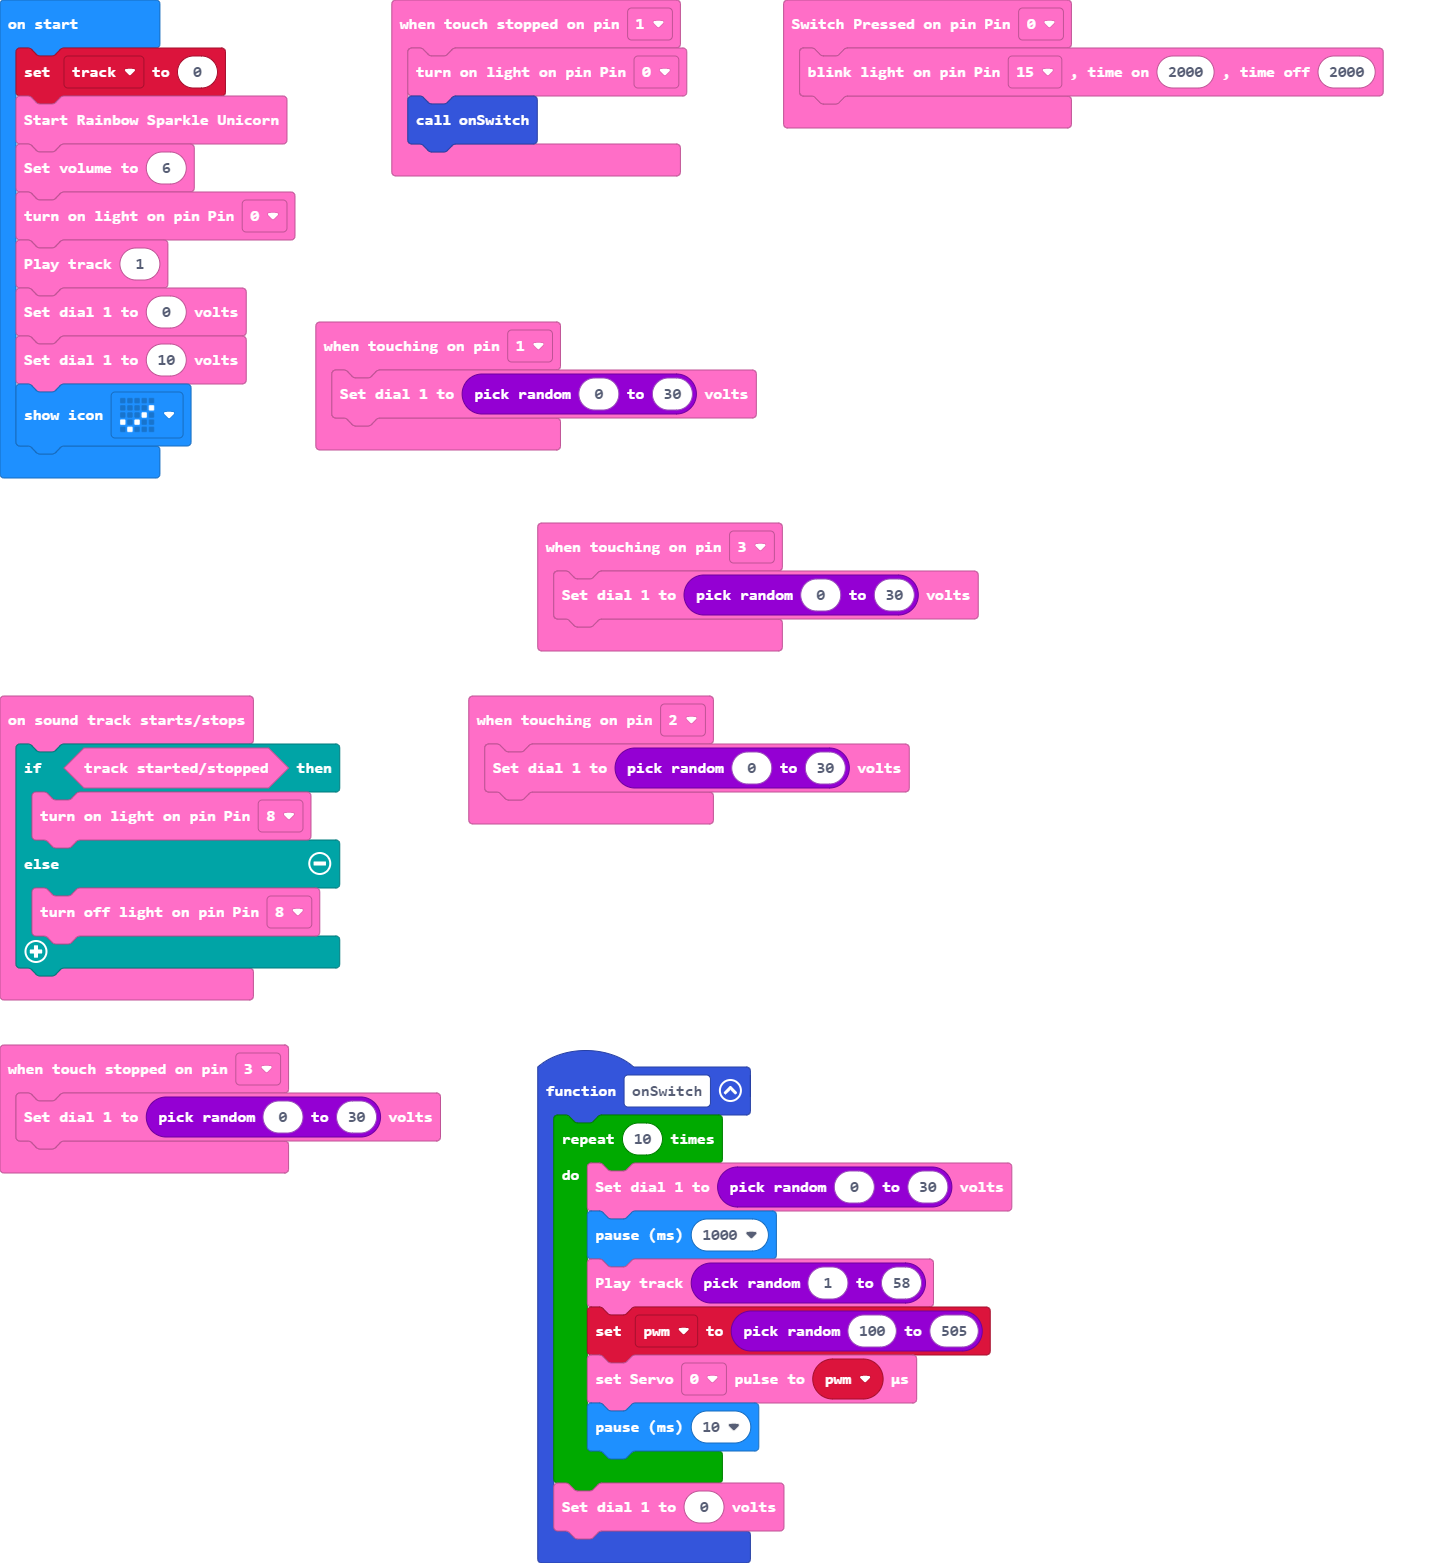 on start
set track to 0
Start Rainbow Sparkle Unicorn
Set volume to 6
turn on light on pin Pin 0
Play track 1
Set dial 1 to 0 volts
Set dial 1 to 10 volts
show icon
when touch stopped on pin 1
turn on light on pin Pin 0
call onSwitch
Switch Pressed on pin Pin 0
blink light on pin Pin 15 , time on 2000 , time off 2000
when touching on pin 1
Set dial 1 to pick random 0 to 30 volts
when touching on pin 3
Set dial 1 to pick random 0 to 30 volts
on sound track starts/stops
if track started/stopped then
turn on light on pin Pin 8
else
turn off light on pin Pin 8
when touching on pin 2
Set dial 1 to pick random 0 to 30 volts
when touch stopped on pin 3
Set dial 1 to pick random 0 to 30 volts
function onSwitch
repeat 10 times
do
Set dial 1 to pick random 0 to 30 volts
pause (ms) 1000
Play track pick random 1 to 58
set pwm to pick random 100 to 505
set Servo 0 pulse to pwm µs
pause (ms) 10
Set dial 1 to 0 volts